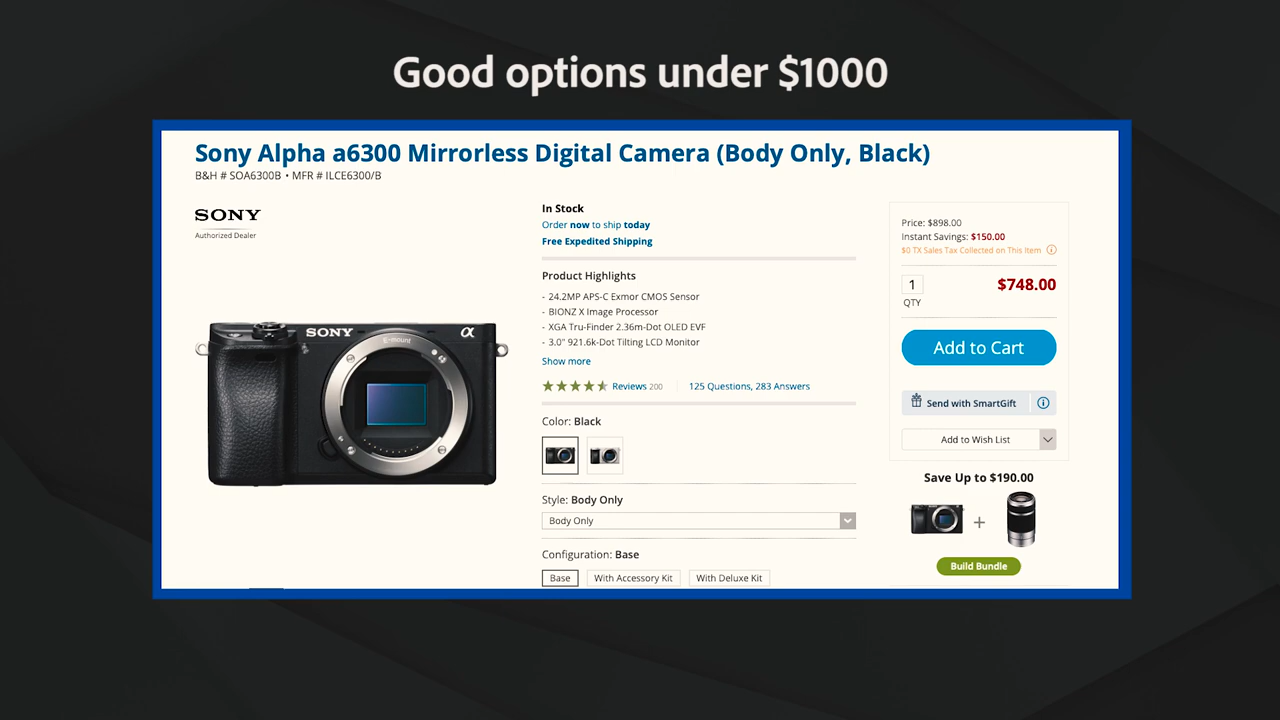 Good options under $1000
Sony Alpha a6300 Mirrorless Digital Camera (Body Only, Black)
B&H # SOA6300B • MFR # ILCE6300/B
SONY
Authorized Dealer
SONY
α
E-mount
In Stock
Order now to ship today
Free Expedited Shipping
Product Highlights
- 24.2MP APS-C Exmor CMOS Sensor
- BIONZ X Image Processor
- XGA Tru-Finder 2.36m-Dot OLED EVF
- 3.0" 921.6k-Dot Tilting LCD Monitor
Show more
Reviews 200
125 Questions, 283 Answers
Color: Black
Style: Body Only
Body Only
Configuration: Base
Base
With Accessory Kit
With Deluxe Kit
Price: $898.00
Instant Savings: $150.00
$0 TX Sales Tax Collected on This Item
1
QTY
$748.00
Add to Cart
Send with SmartGift
Add to Wish List
Save Up to $190.00
+
Build Bundle